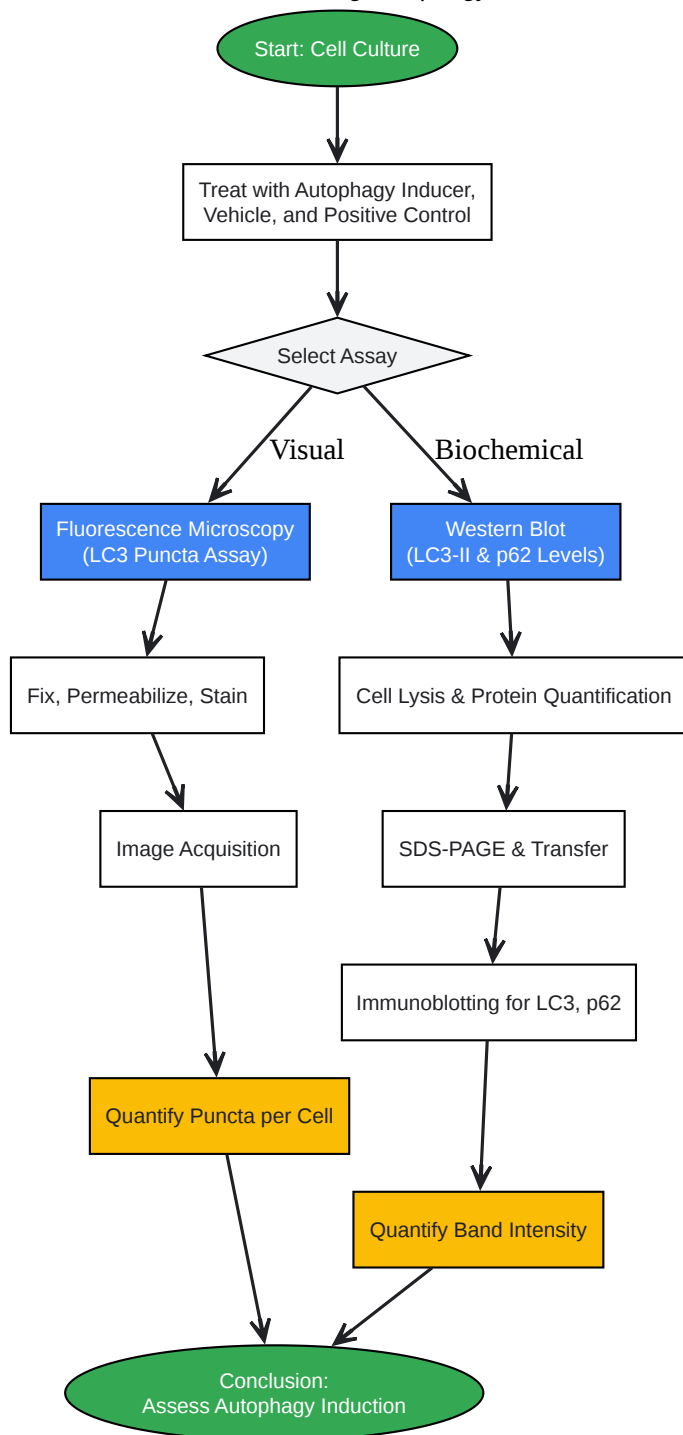 Start: Cell Culture
Treat with Autophagy Inducer,
Vehicle, and Positive Control
Select Assay
Visual
Biochemical
Fluorescence Microscopy
(LC3 Puncta Assay)
Western Blot
(LC3-II & p62 Levels)
Fix, Permeabilize, Stain
Cell Lysis & Protein Quantification
Image Acquisition
SDS-PAGE & Transfer
Immunoblotting for LC3, p62
Quantify Puncta per Cell
Quantify Band Intensity
Conclusion:
Assess Autophagy Induction